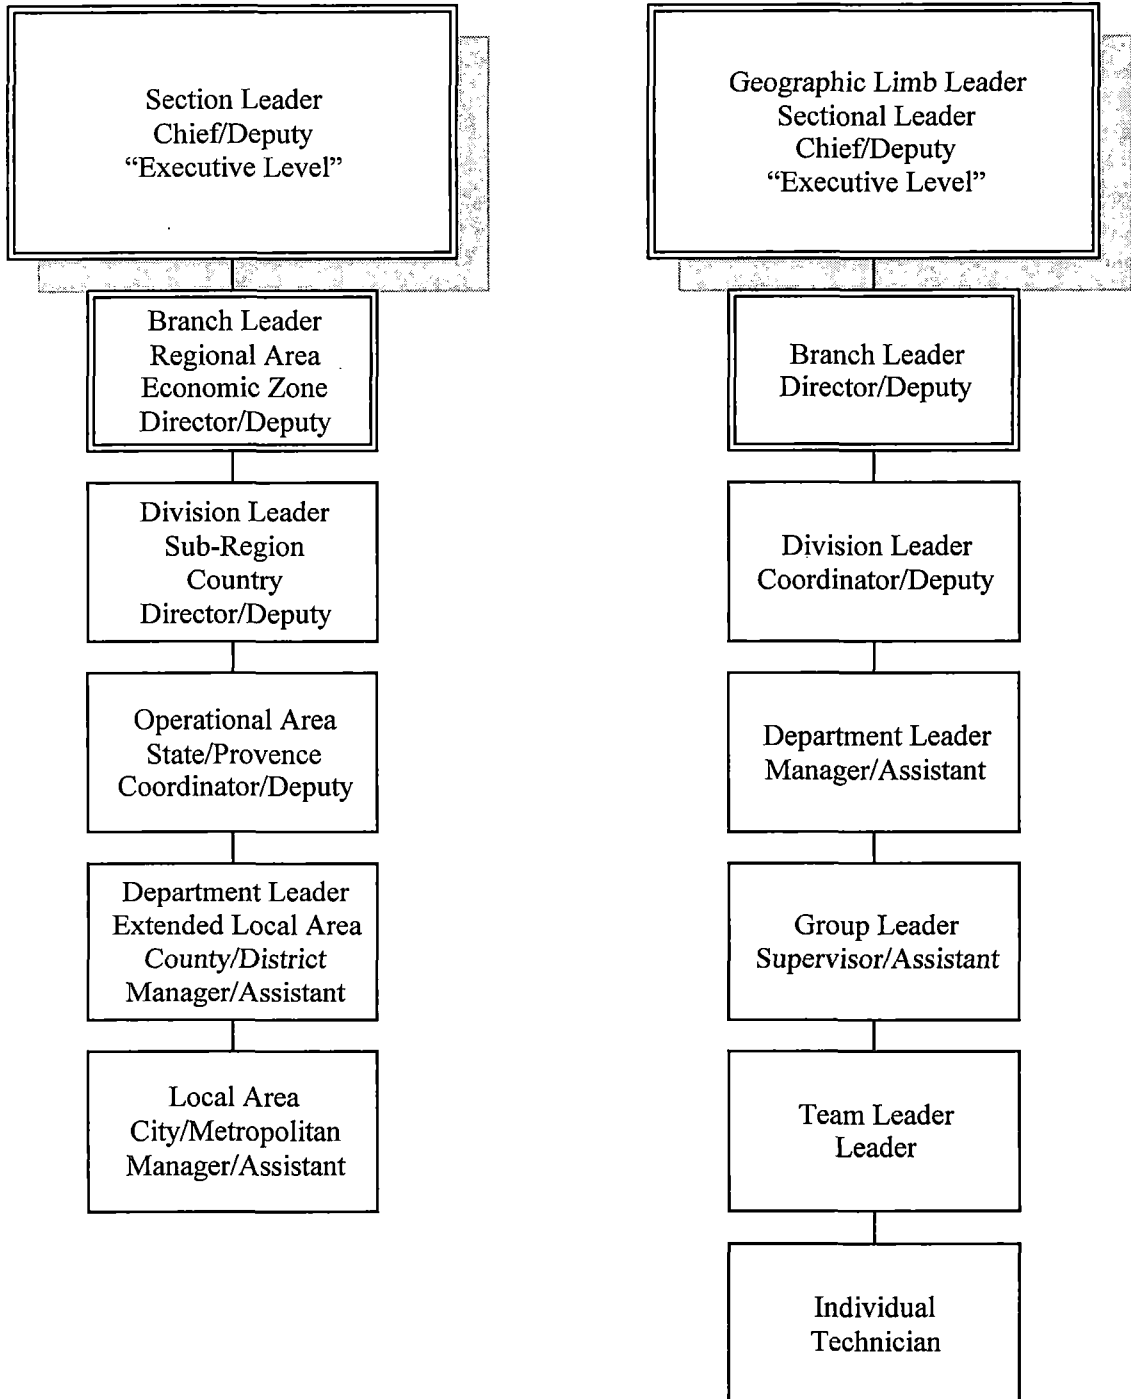 Section Leader
Chief/Deputy
“Executive Level”
Branch Leader
Regional Area
Economic Zone
Director/Deputy
Division Leader
Sub-Region
Country
Director/Deputy
Operational Area
State/Provence
Coordinator/Deputy
Department Leader
Extended Local Area
County/District
Manager/Assistant
Local Area
City/Metropolitan
Manager/Assistant
Geographic Limb Leader
Sectional Leader
Chief/Deputy
“Executive Level”
Branch Leader
Director/Deputy
Division Leader
Coordinator/Deputy
Department Leader
Manager/Assistant
Group Leader
Supervisor/Assistant
Team Leader
Leader
Individual
Technician